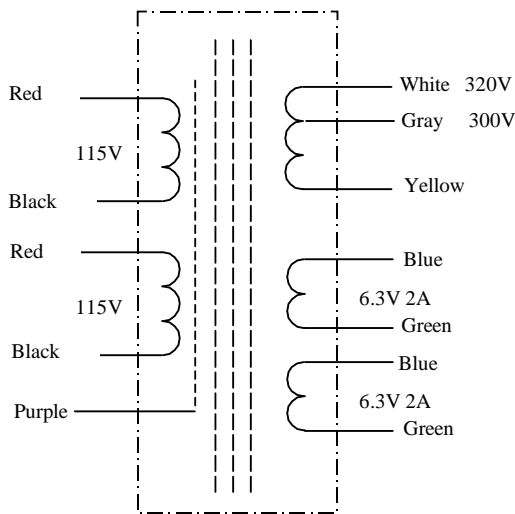 Red
115V
Black
Red
115V
Black
Purple
White 320V
Gray 300V
Yellow
Blue
6.3V 2A
Green
Blue
6.3V 2A
Green